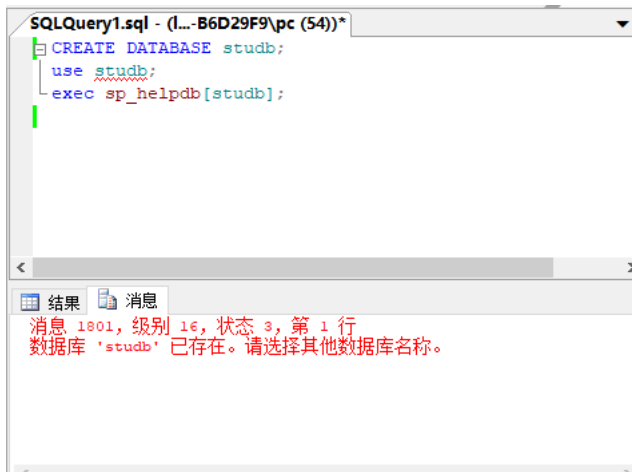 SQLQuery1.sql - (l...-B6D29F9\pc (54))*
CREATE DATABASE studb;
use studb;
exec sp_helpdb[studb];
结果 消息
消息 1801，级别 16，状态 3，第 1 行
数据库 'studb' 已存在。请选择其他数据库名称。